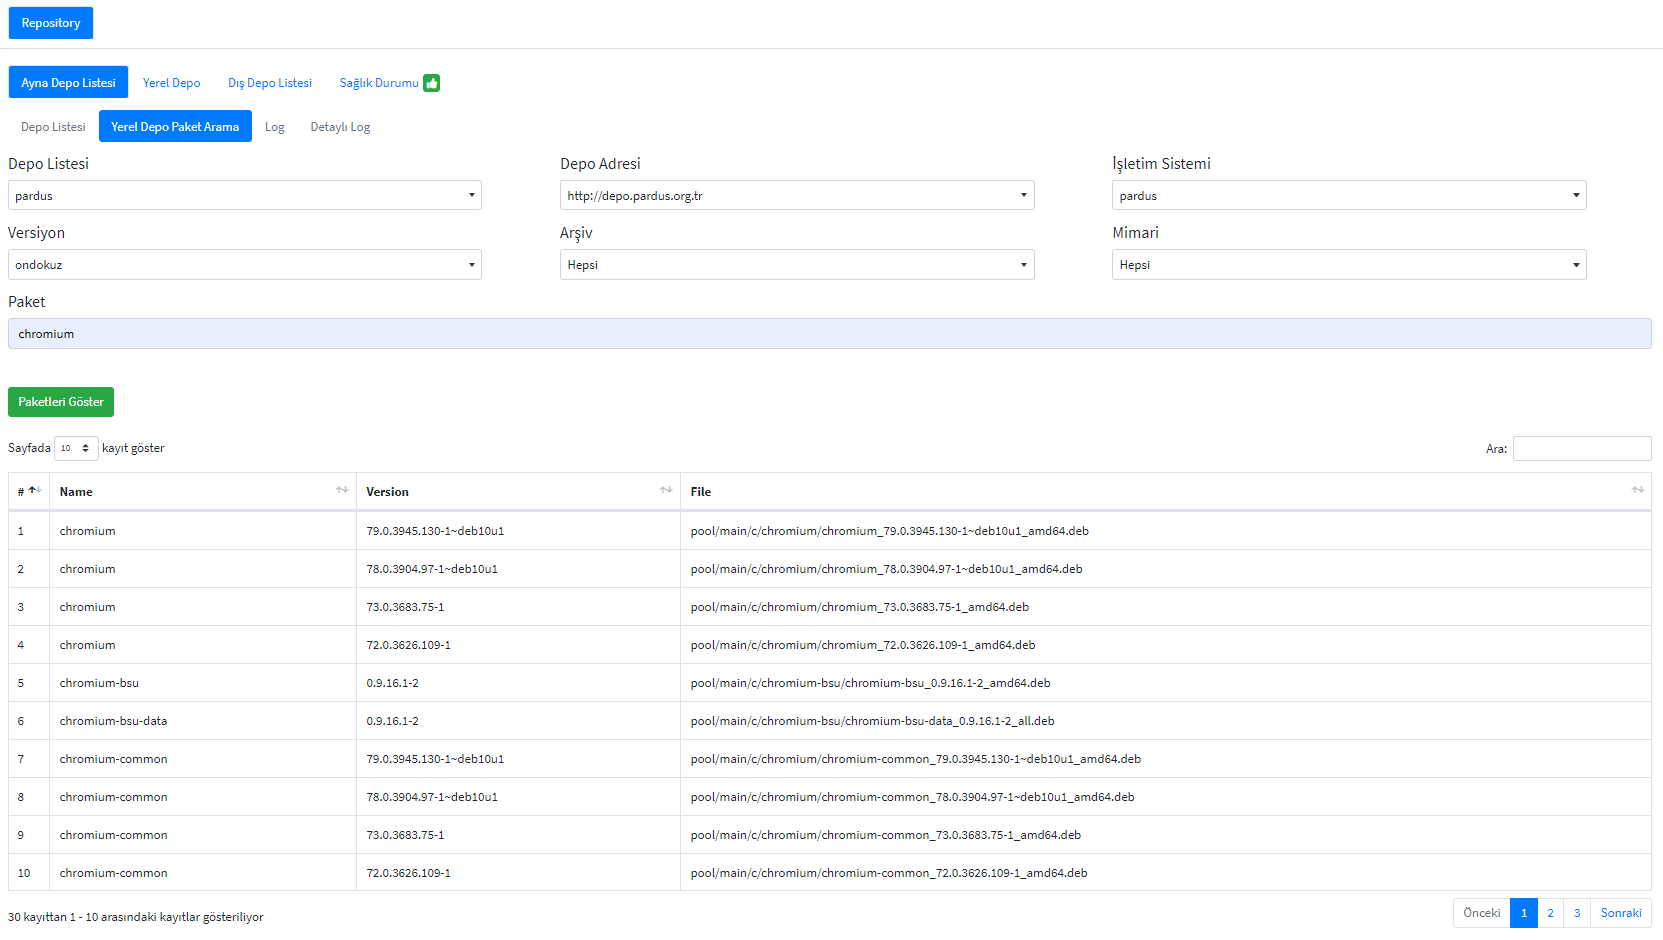 Repository
Ayna Depo Listesi Yerel Depo Dış Depo Listesi Sağlık Durumu
Depo Listesi Yerel Depo Paket Arama Log Detaylı Log
Depo Listesi Depo Adresi İşletim Sistemi
pardus http://depo.pardus.org.tr pardus
Versiyon Arşiv Mimari
ondokuz Hepsi Hepsi
Paket
chromium
Paketleri Göster
Sayfada 10 kayıt göster Ara:
# Name Version File
1 chromium 79.0.3945.130-1~deb10u1 pool/main/c/chromium/chromium_79.0.3945.130-1~deb10u1_amd64.deb
2 chromium 78.0.3904.97-1~deb10u1 pool/main/c/chromium/chromium_78.0.3904.97-1~deb10u1_amd64.deb
3 chromium 73.0.3683.75-1 pool/main/c/chromium/chromium_73.0.3683.75-1_amd64.deb
4 chromium 72.0.3626.109-1 pool/main/c/chromium/chromium_72.0.3626.109-1_amd64.deb
5 chromium-bsu 0.9.16.1-2 pool/main/c/chromium-bsu/chromium-bsu_0.9.16.1-2_amd64.deb
6 chromium-bsu-data 0.9.16.1-2 pool/main/c/chromium-bsu/chromium-bsu-data_0.9.16.1-2_all.deb
7 chromium-common 79.0.3945.130-1~deb10u1 pool/main/c/chromium/chromium-common_79.0.3945.130-1~deb10u1_amd64.deb
8 chromium-common 78.0.3904.97-1~deb10u1 pool/main/c/chromium/chromium-common_78.0.3904.97-1~deb10u1_amd64.deb
9 chromium-common 73.0.3683.75-1 pool/main/c/chromium/chromium-common_73.0.3683.75-1_amd64.deb
10 chromium-common 72.0.3626.109-1 pool/main/c/chromium/chromium-common_72.0.3626.109-1_amd64.deb
30 kayıttan 1 - 10 arasındaki kayıtlar gösteriliyor Önceki 1 2 3 Sonraki